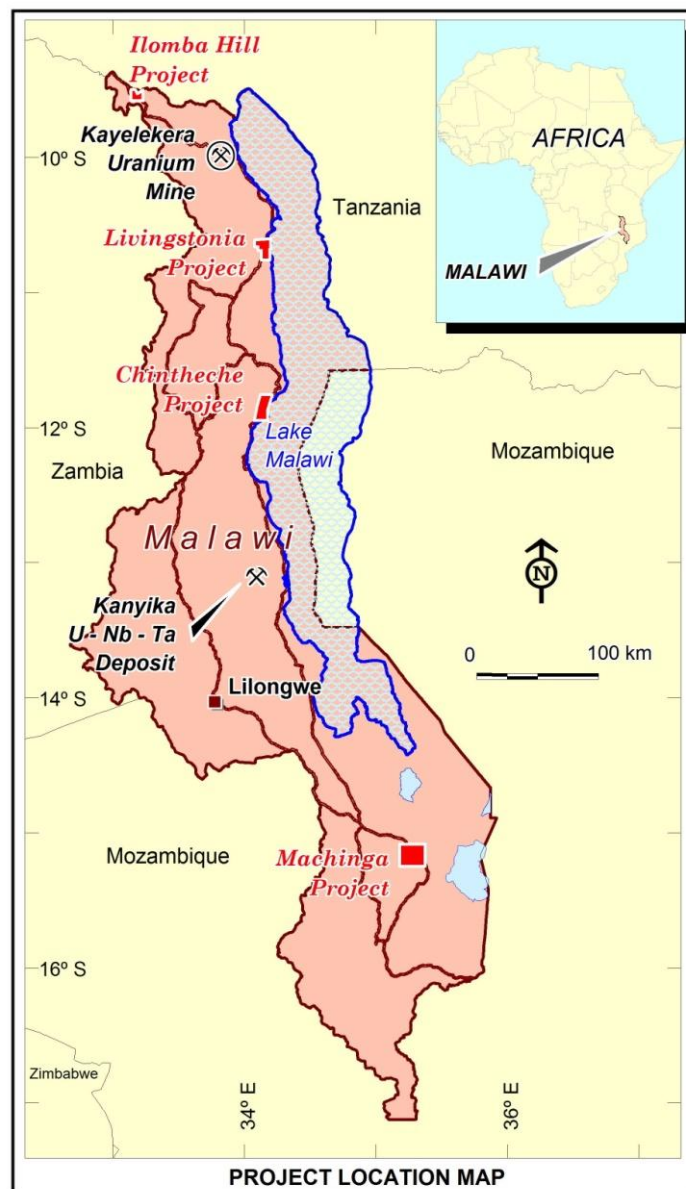 Ilomba Hill
Project
Kayelekera
Uranium
Mine
10° S
Tanzania
AFRICA
MALAWI
Livingstonia
Project
Chintheche
Project
12° S
Lake
Malawi
Mozambique
Zambia
Malawi
N
Kanyika
U - Nb - Ta
Deposit
0 100 km
Lilongwe
14° S
Mozambique
Machinga
Project
16° S
Zimbabwe
34° E
36° E
PROJECT LOCATION MAP